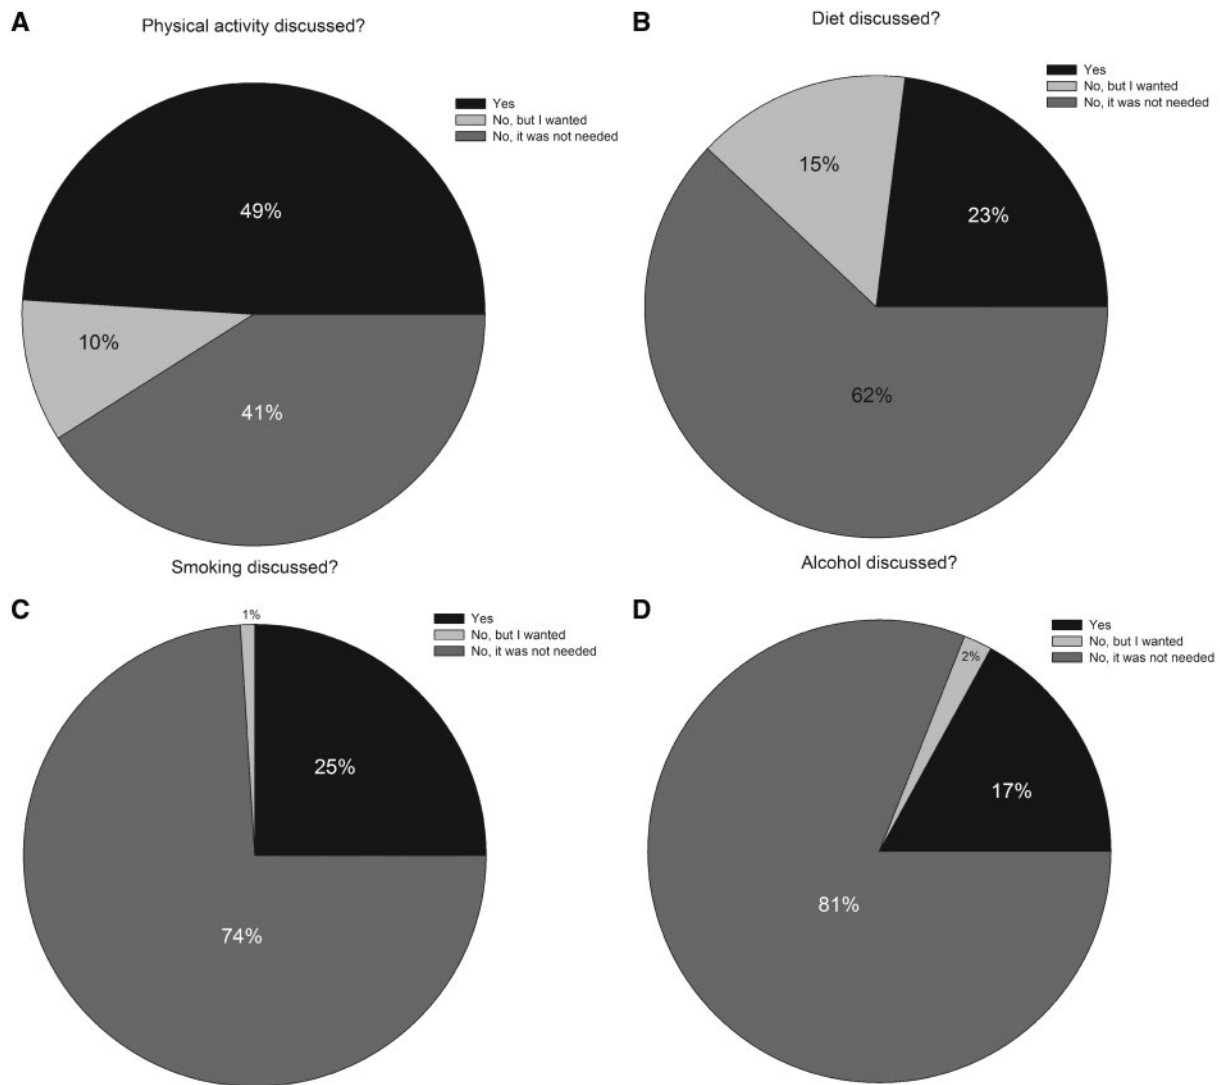 A
Physical activity discussed?
Yes
No, but I wanted
No, it was not needed
49%
10%
41%
B
Diet discussed?
Yes
No, but I wanted
No, it was not needed
15%
23%
62%
Smoking discussed?
C
1%
Yes
No, but I wanted
No, it was not needed
25%
74%
Alcohol discussed?
D
Yes
No, but I wanted
No, it was not needed
2%
17%
81%